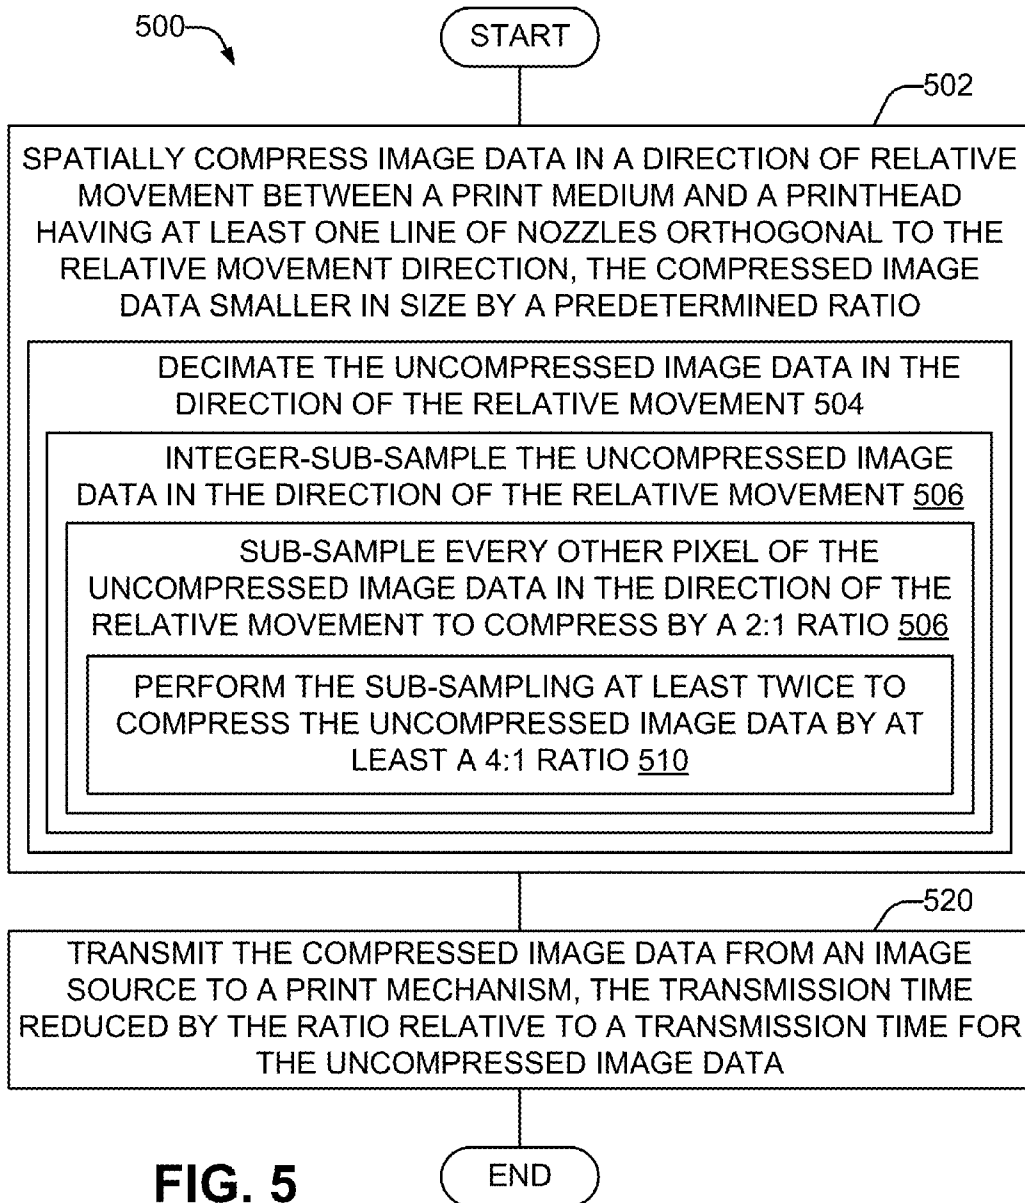 500
START
502
SPATIALLY COMPRESS IMAGE DATA IN A DIRECTION OF RELATIVE
MOVEMENT BETWEEN A PRINT MEDIUM AND A PRINTHEAD
HAVING AT LEAST ONE LINE OF NOZZLES ORTHOGONAL TO THE
RELATIVE MOVEMENT DIRECTION, THE COMPRESSED IMAGE
DATA SMALLER IN SIZE BY A PREDETERMINED RATIO
DECIMATE THE UNCOMPRESSED IMAGE DATA IN THE
DIRECTION OF THE RELATIVE MOVEMENT 504
INTEGER-SUB-SAMPLE THE UNCOMPRESSED IMAGE
DATA IN THE DIRECTION OF THE RELATIVE MOVEMENT 506
SUB-SAMPLE EVERY OTHER PIXEL OF THE
UNCOMPRESSED IMAGE DATA IN THE DIRECTION OF THE
RELATIVE MOVEMENT TO COMPRESS BY A 2:1 RATIO 506
PERFORM THE SUB-SAMPLING AT LEAST TWICE TO
COMPRESS THE UNCOMPRESSED IMAGE DATA BY AT
LEAST A 4:1 RATIO 510
520
TRANSMIT THE COMPRESSED IMAGE DATA FROM AN IMAGE
SOURCE TO A PRINT MECHANISM, THE TRANSMISSION TIME
REDUCED BY THE RATIO RELATIVE TO A TRANSMISSION TIME FOR
THE UNCOMPRESSED IMAGE DATA
END
FIG. 5